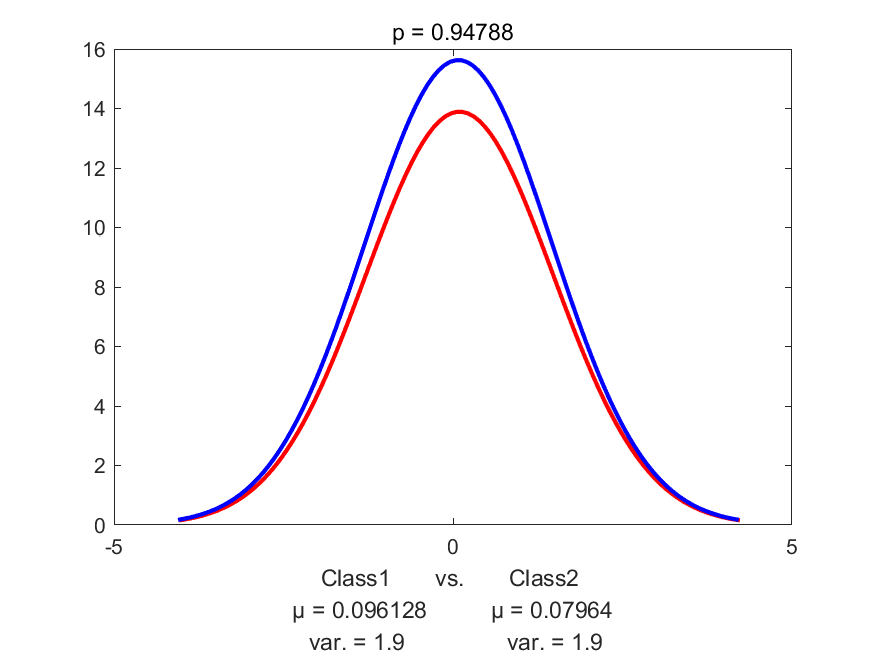 p = 0.94788
16
14
12
10
8
6
4
2
0
-5 0 5
Class1 vs. Class2
μ = 0.096128 μ = 0.07964
var. = 1.9 var. = 1.9